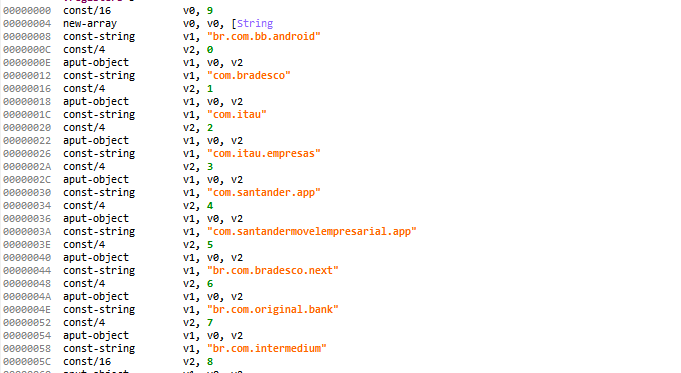 00000000 const/16 v0, 9
00000004 new-array v0, v0, [String
00000008 const-string v1, "br.com.bb.android"
0000000C const/4 v2, 0
0000000E aput-object v1, v0, v2
00000012 const-string v1, "com.bradesco"
00000016 const/4 v2, 1
00000018 aput-object v1, v0, v2
0000001C const-string v1, "com.itau"
00000020 const/4 v2, 2
00000022 aput-object v1, v0, v2
00000026 const-string v1, "com.itau.empresas"
0000002A const/4 v2, 3
0000002C aput-object v1, v0, v2
00000030 const-string v1, "com.santander.app"
00000034 const/4 v2, 4
00000036 aput-object v1, v0, v2
0000003A const-string v1, "com.santandermovelempresarial.app"
0000003E const/4 v2, 5
00000040 aput-object v1, v0, v2
00000044 const-string v1, "br.com.bradesco.next"
00000048 const/4 v2, 6
0000004A aput-object v1, v0, v2
0000004E const-string v1, "br.com.original.bank"
00000052 const/4 v2, 7
00000054 aput-object v1, v0, v2
00000058 const-string v1, "br.com.intermedium"
0000005C const/16 v2, 8